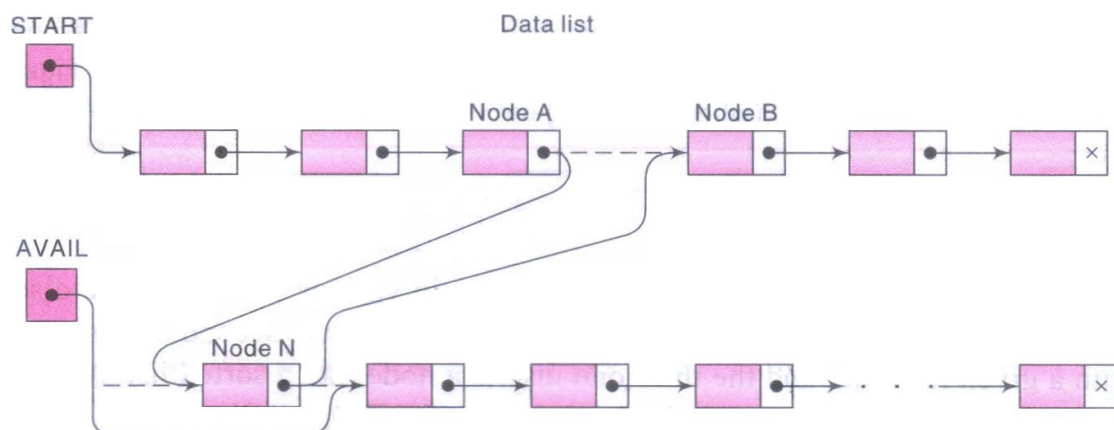 START
Data list
Node A
Node B
×
AVAIL
Node N
×